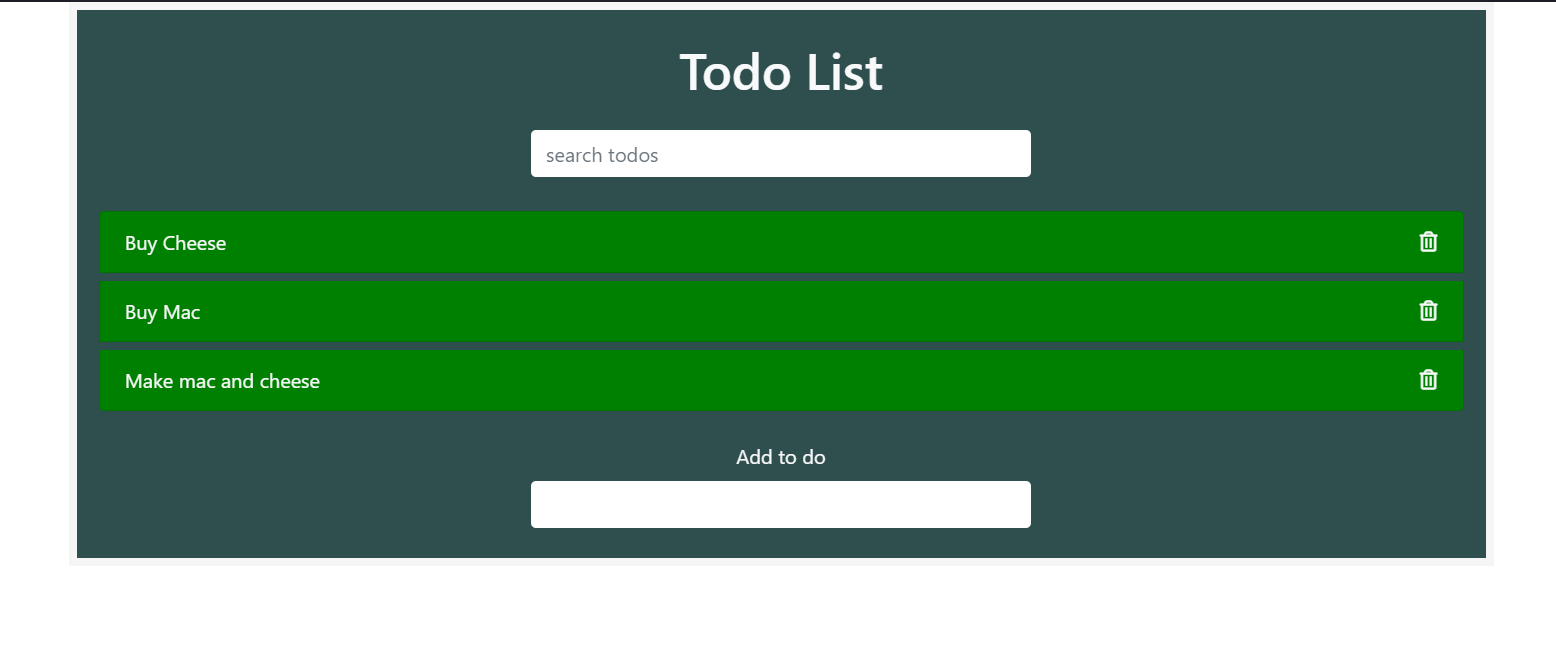 Todo List
search todos
Buy Cheese
Buy Mac
Make mac and cheese
Add to do